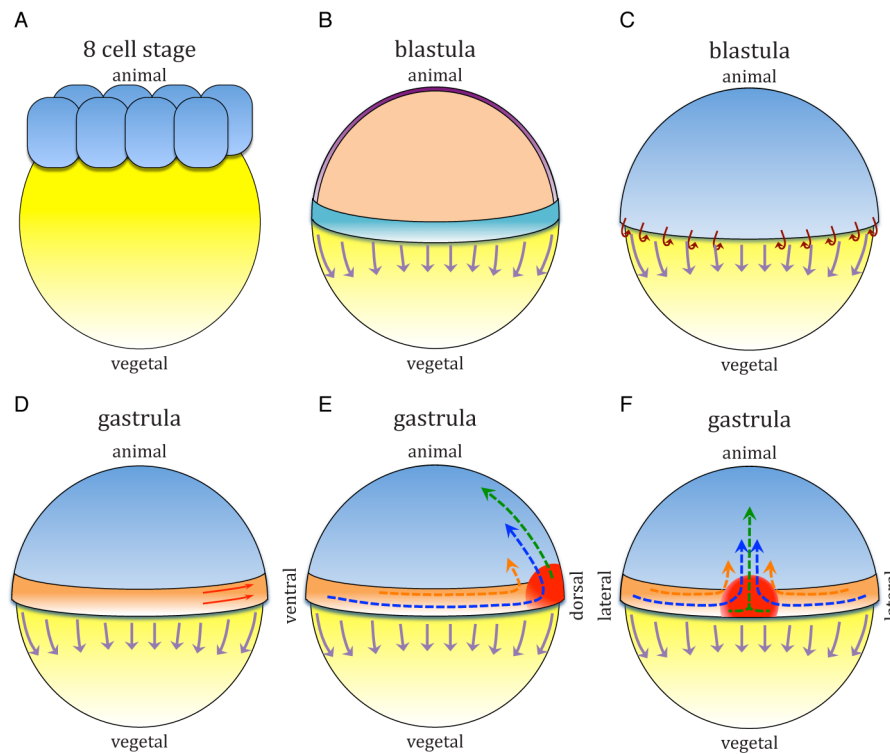 A
8 cell stage
animal
vegetal
B
blastula
animal
vegetal
C
blastula
animal
vegetal
D
gastrula
animal
vegetal
E
gastrula
animal
ventral
dorsal
vegetal
F
gastrula
animal
lateral
lateral
vegetal